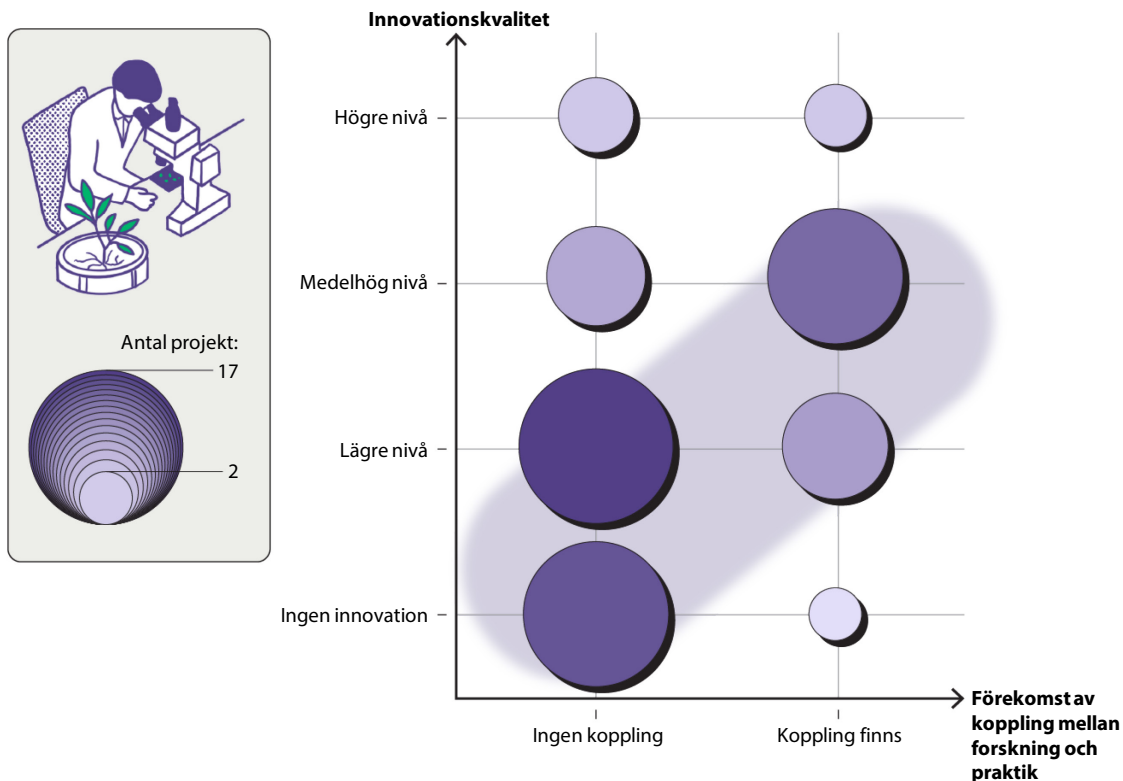 Innovationskvalitet
Högre nivå
Medelhög nivå
Lägre nivå
Ingen innovation
Ingen koppling
Koppling finns
Förekomst av
koppling mellan
forskning och
praktik
Antal projekt:
17
2